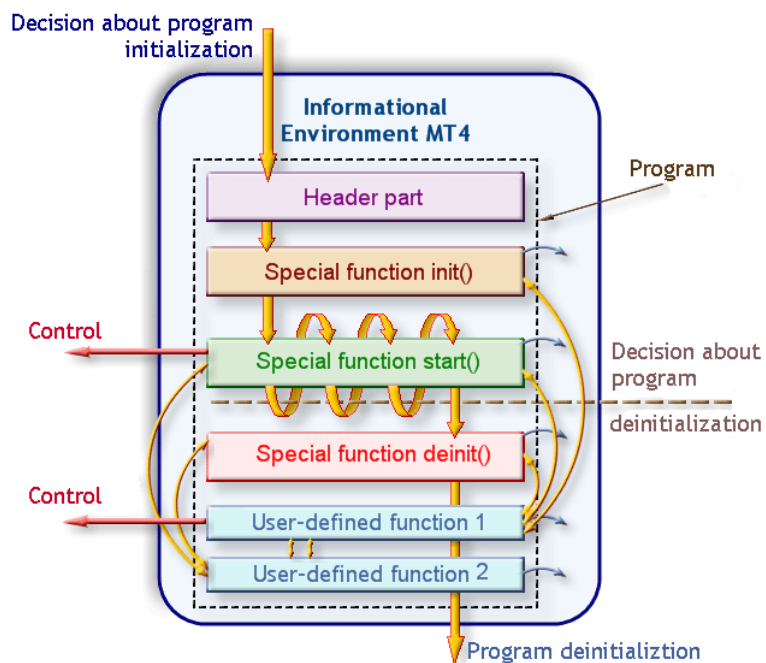 Decision about program
initialization
Informational
Environment MT4
Program
Header part
Special function init()
Control
Special function start()
Decision about
program
deinitialization
Special function deinit()
Control
User-defined function 1
User-defined function 2
Program deinitializtion